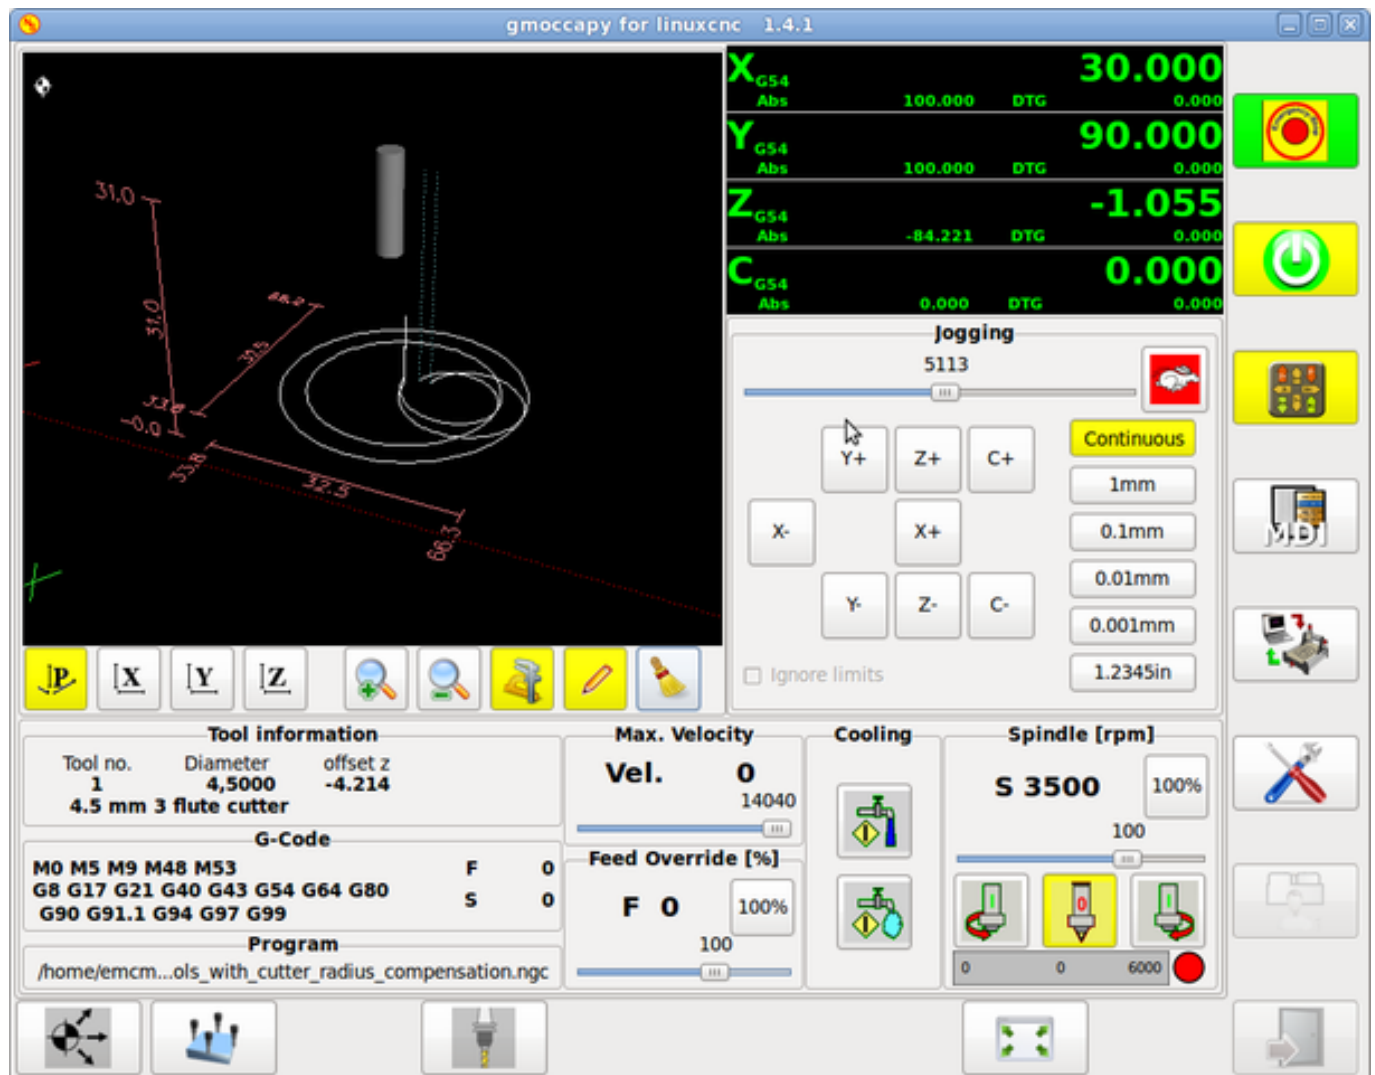 gmoccapy for linuxcnc 1.4.1
X G54 30.000
Abs 100.000 DTG 0.000
Y G54 90.000
Abs 100.000 DTG 0.000
Z G54 -1.055
Abs -84.221 DTG 0.000
C G54 0.000
Abs 0.000 DTG 0.000
31.0
31.0
31.5
33.8
-0.0
33.8
32.5
66.3
Jogging
5113
Continuous
Y+ Z+ C+
1mm
X- X+
0.1mm
0.01mm
Y- Z- C-
0.001mm
1.2345in
Ignore limits
P X Y Z
Emergency Stop
MDI
Tool information
Tool no. Diameter offset z
1 4,5000 -4.214
4.5 mm 3 flute cutter
G-Code
M0 M5 M9 M48 M53 F 0
G8 G17 G21 G40 G43 G54 G64 G80 S 0
G90 G91.1 G94 G97 G99
Program
/home/emcm...ols_with_cutter_radius_compensation.ngc
Max. Velocity
Vel. 0
14040
Feed Override [%]
F 0 100%
100
Cooling
Spindle [rpm]
S 3500 100%
100
I 0 I
0 0 6000